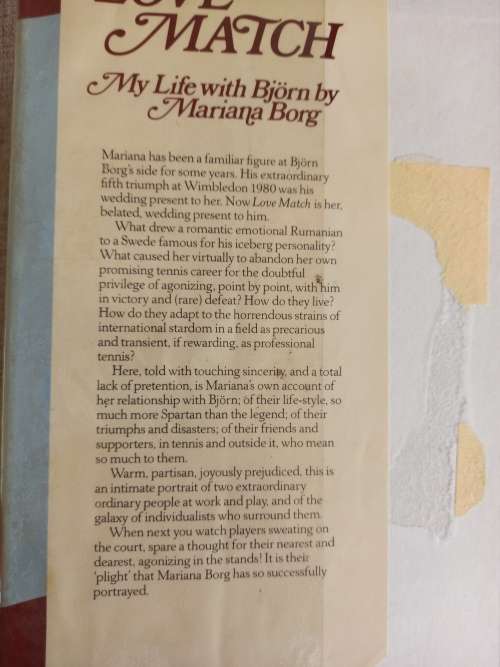 LOVE
MATCH
My Life with Björn by
Mariana Borg
Mariana has been a familiar figure at Björn
Borg's side for some years. His extraordinary
fifth triumph at Wimbledon 1980 was his
wedding present to her. Now Love Match is her,
belated, wedding present to him.
What drew a romantic emotional Rumanian
to a Swede famous for his iceberg personality?
What caused her virtually to abandon her own
promising tennis career for the doubtful
privilege of agonizing, point by point, with him
in victory and (rare) defeat? How do they live?
How do they adapt to the horrendous strains of
international stardom in a field as precarious
and transient, if rewarding, as professional
tennis?
Here, told with touching sincerity, and a total
lack of pretention, is Mariana's own account of
her relationship with Björn; of their life-style, so
much more Spartan than the legend; of their
triumphs and disasters; of their friends and
supporters, in tennis and outside it, who mean
so much to them.
Warm, partisan, joyously prejudiced, this is
an intimate portrait of two extraordinary
ordinary people at work and play, and of the
galaxy of individualists who surround them.
When next you watch players sweating on
the court, spare a thought for their nearest and
dearest, agonizing in the stands! It is their
'plight' that Mariana Borg has so successfully
portrayed.